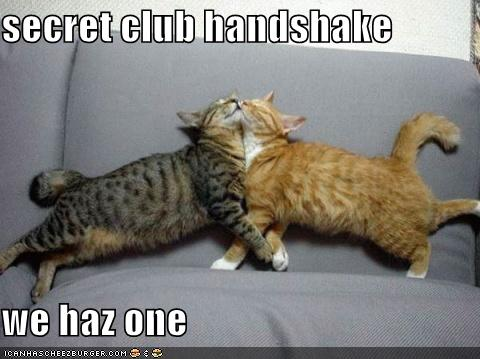 secret club handshake
we haz one
ICANHASCHEEZBURGER.COM